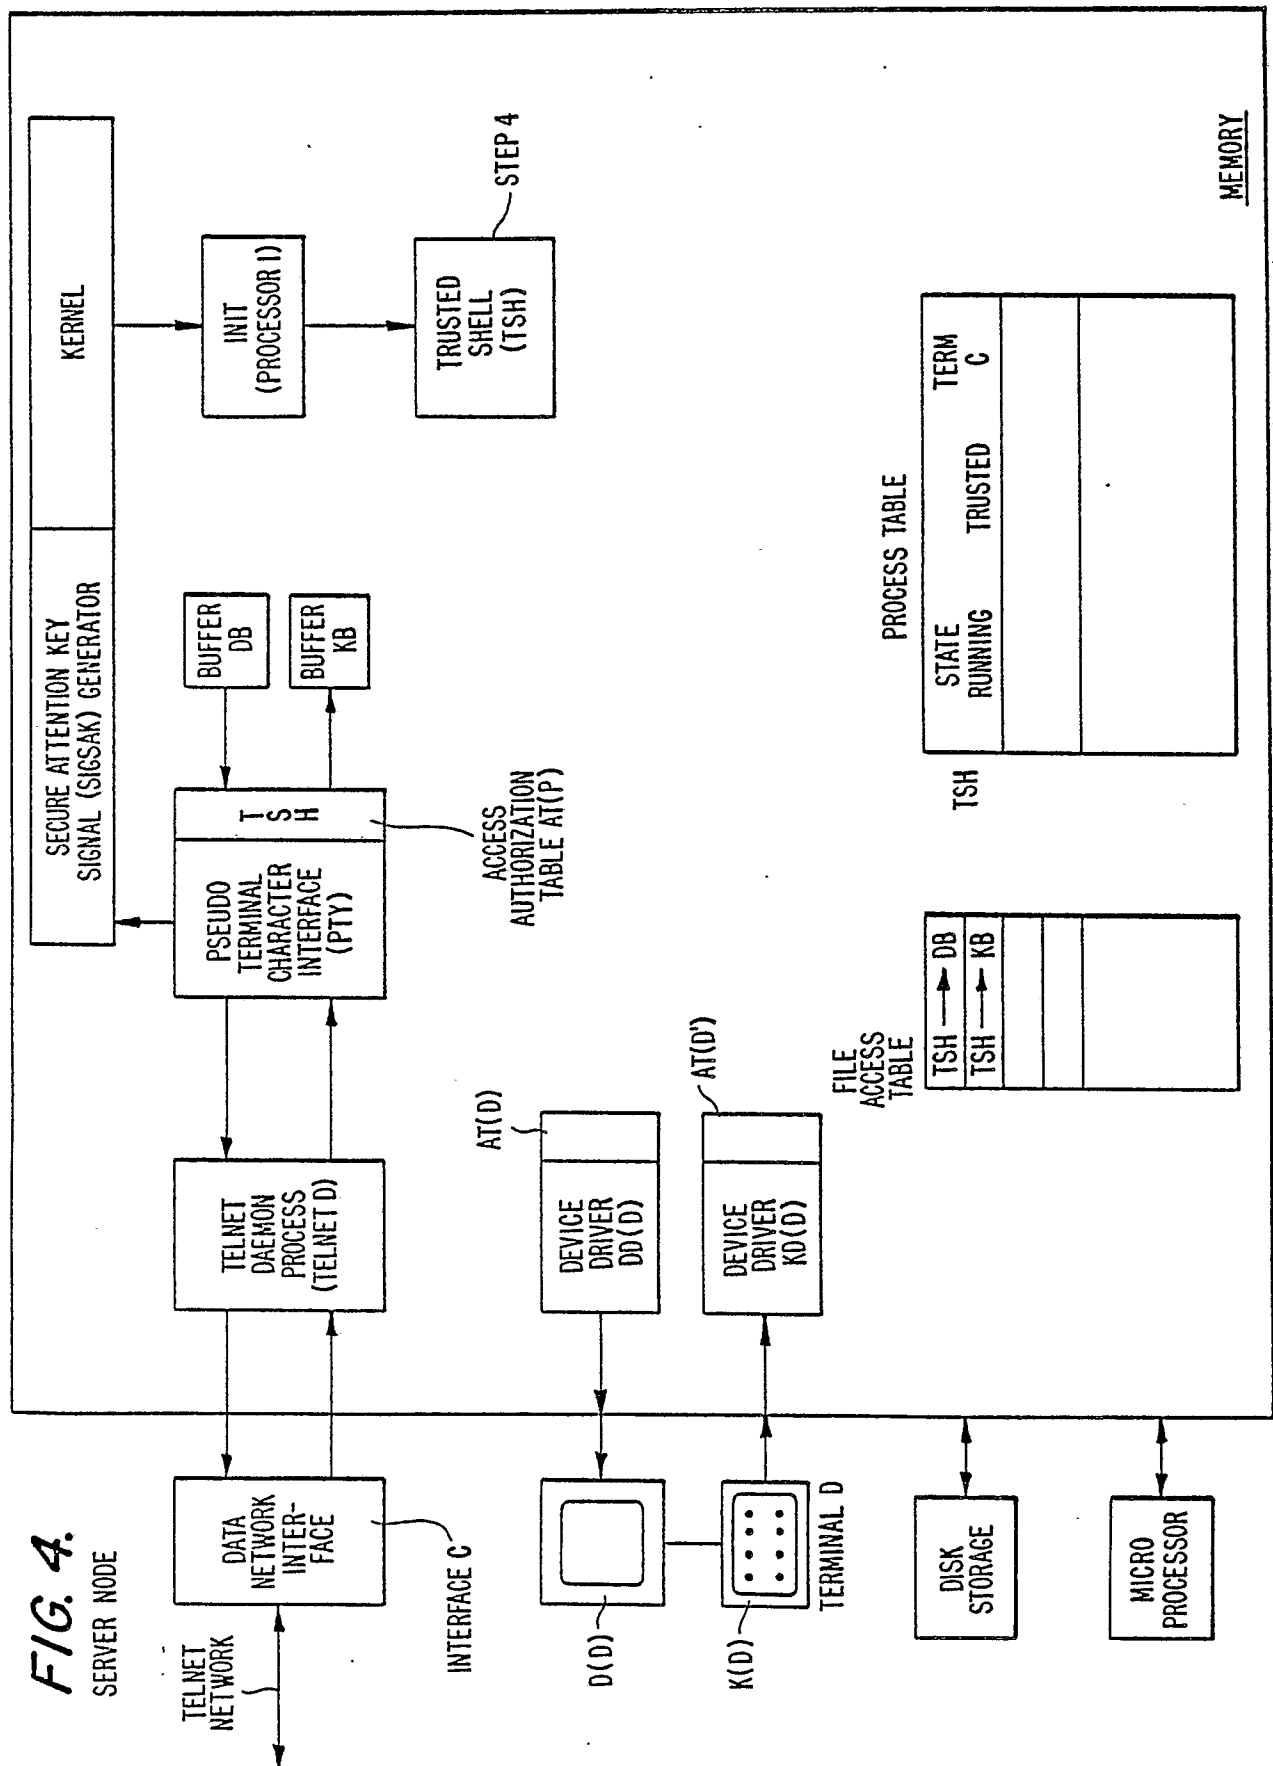 FIG. 4.
SERVER NODE
TELNET
NETWORK
DATA
NETWORK
INTER-
FACE
INTERFACE C
TELNET
DAEMON
PROCESS
(TELNET D)
PSEUDO
TERMINAL
CHARACTER
INTERFACE
(PTY)
TSH
ACCESS
AUTHORIZATION
TABLE AT(P)
BUFFER
DB
BUFFER
KB
SECURE ATTENTION KEY
SIGNAL (SIGSAK) GENERATOR
KERNEL
INIT
(PROCESSOR 1)
TRUSTED
SHELL
(TSH)
STEP 4
D(D)
K(D)
TERMINAL D
DEVICE
DRIVER
DD(D)
AT(D)
DEVICE
DRIVER
KD(D)
AT(D')
DISK
STORAGE
MICRO
PROCESSOR
FILE
ACCESS
TABLE
TSH → DB
TSH → KB
PROCESS TABLE
STATE TERM
TSH RUNNING TRUSTED C
MEMORY